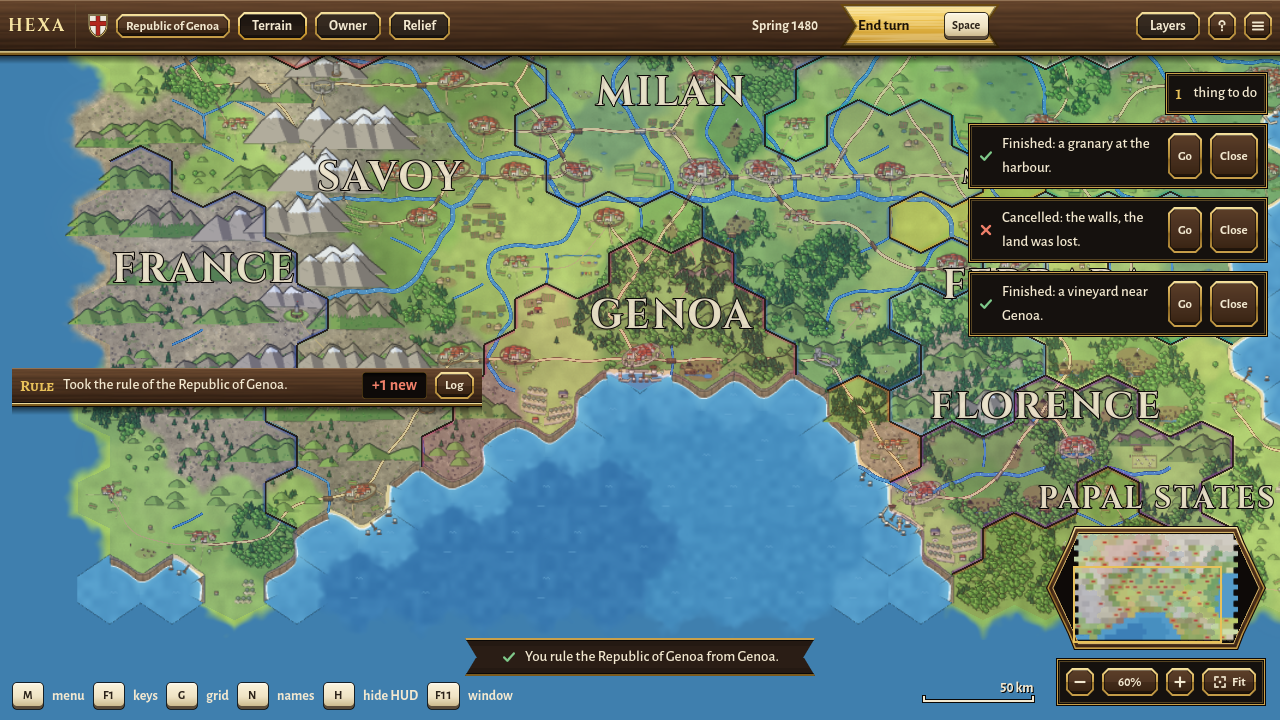 HEXA
Republic of Genoa
Terrain
Owner
Relief
Spring 1480
End turn
Space
Layers
?
1 thing to do
MILAN
Finished: a granary at the
harbour.
Go
Close
SAVOY
Cancelled: the walls, the
land was lost.
Go
Close
FRANCE
GENOA
Finished: a vineyard near
Genoa.
Go
Close
RULE Took the rule of the Republic of Genoa.
+1 new
Log
FLORENCE
PAPAL STATES
You rule the Republic of Genoa from Genoa.
M menu
F1 keys
G grid
N names
H hide HUD
F11 window
50 km
−
60%
+
Fit